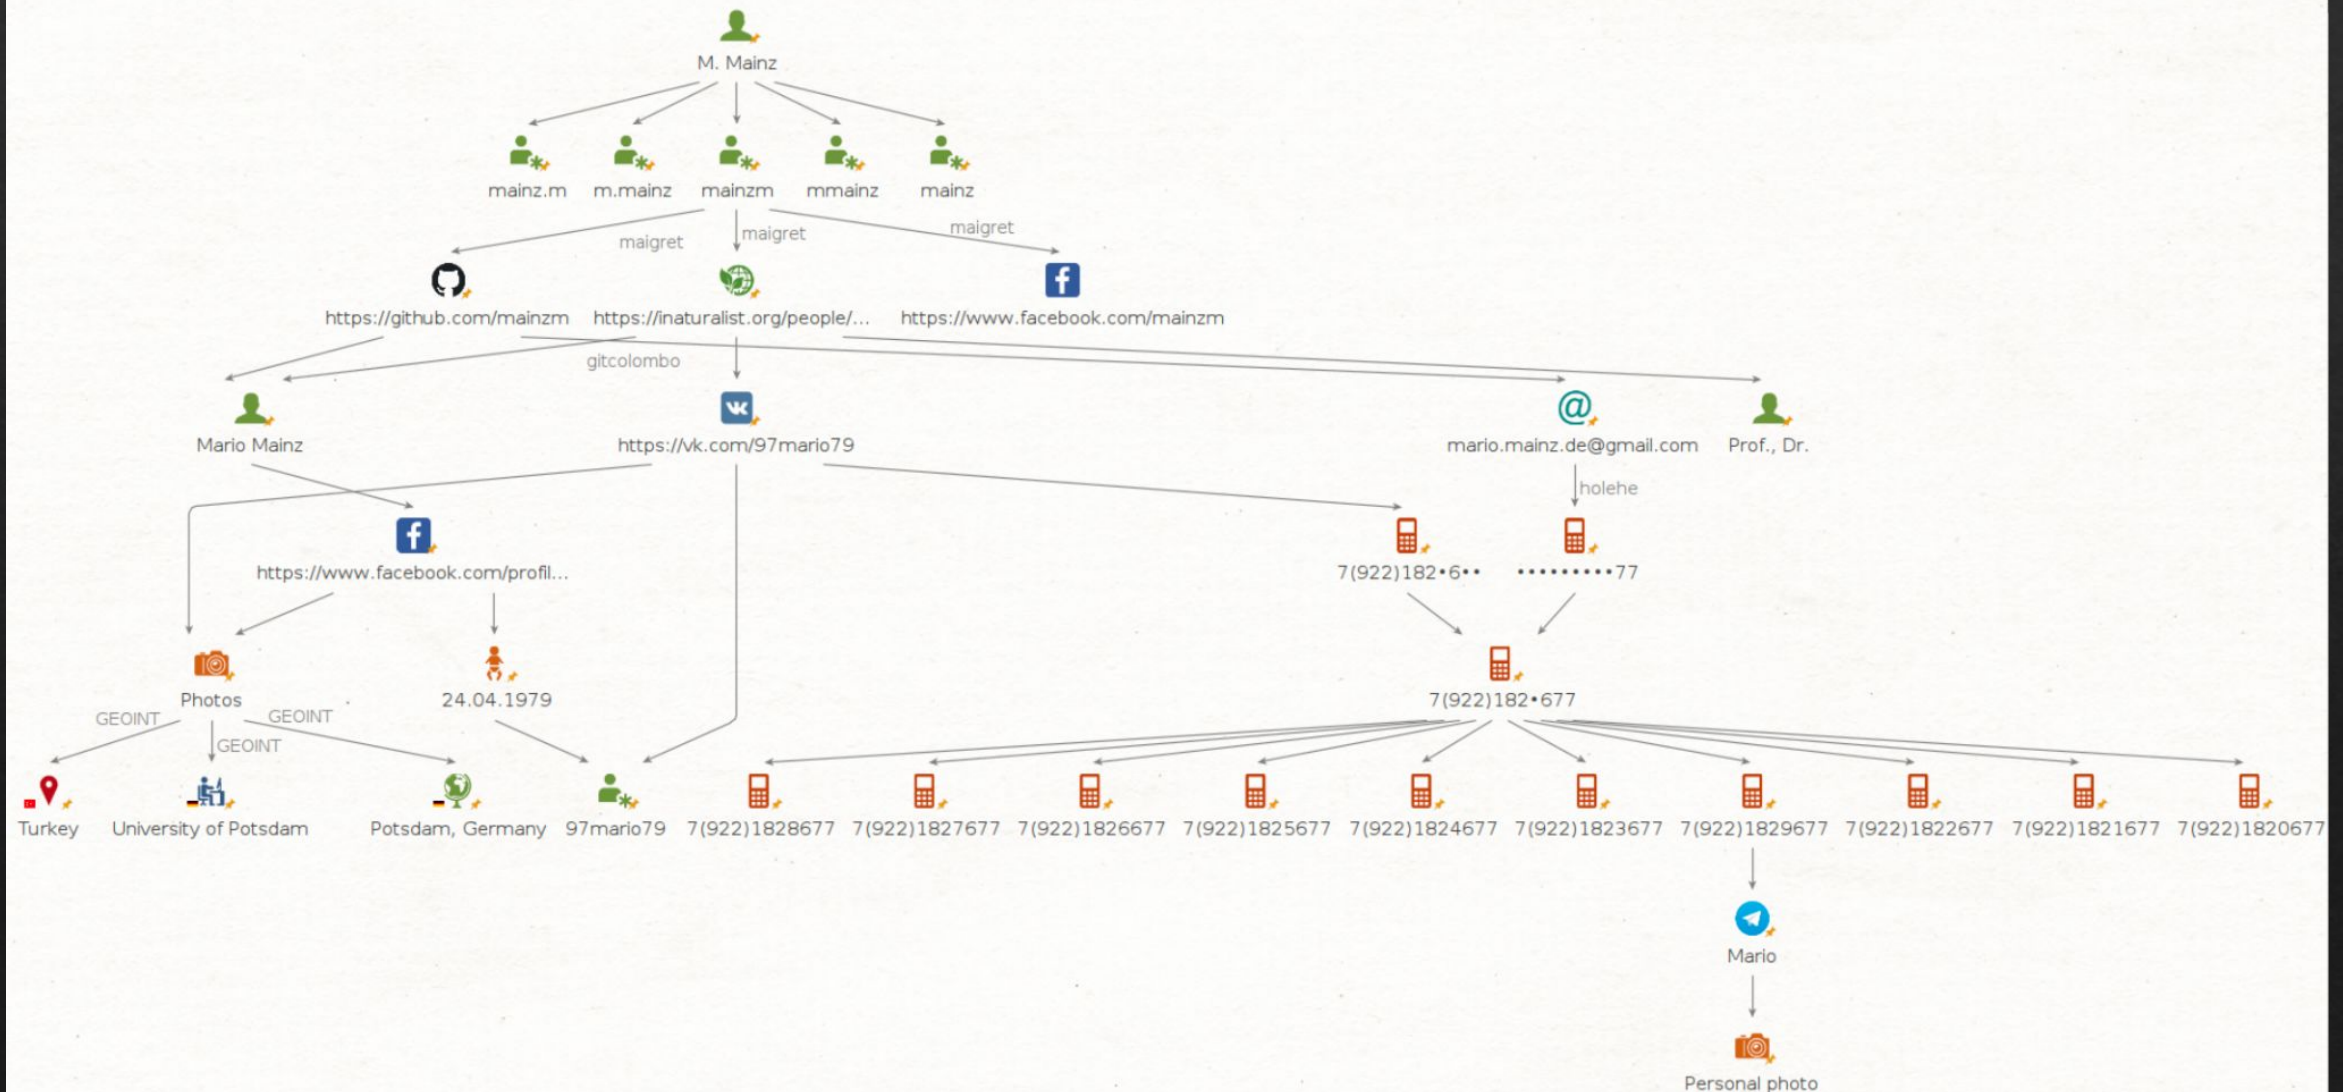 M. Mainz
mainz.m
m.mainz
mainzm
mmainz
mainz
maigret
maigret
maigret
https://github.com/mainzm
https://inaturalist.org/people/...
https://www.facebook.com/mainzm
gitcolombo
Mario Mainz
https://vk.com/97mario79
mario.mainz.de@gmail.com
Prof., Dr.
holehe
https://www.facebook.com/profil...
7(922)182•6••
•••••••••77
Photos
24.04.1979
7(922)182•677
GEOINT
GEOINT
GEOINT
Turkey
University of Potsdam
Potsdam, Germany
97mario79
7(922)1828677
7(922)1827677
7(922)1826677
7(922)1825677
7(922)1824677
7(922)1823677
7(922)1829677
7(922)1822677
7(922)1821677
7(922)1820677
Mario
Personal photo